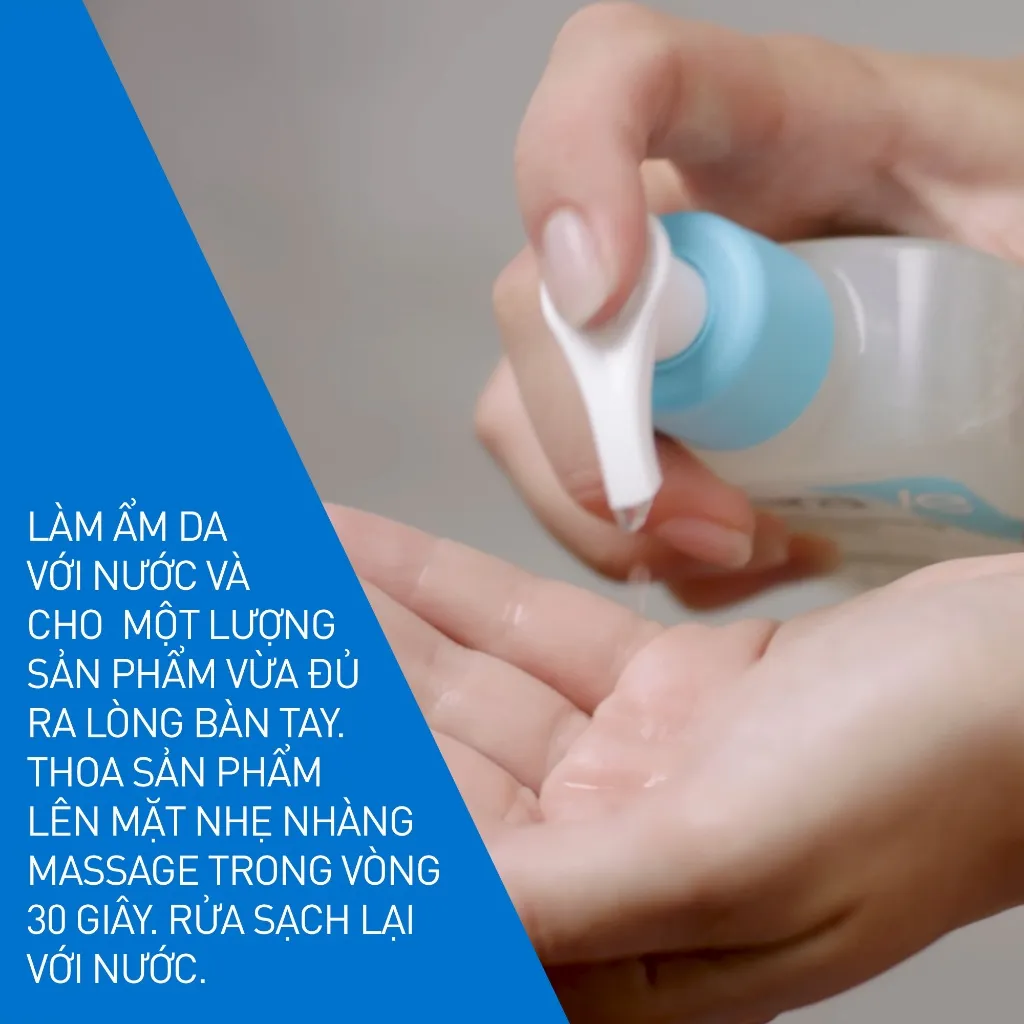 LÀM ẨM DA
VỚI NƯỚC VÀ
CHO MỘT LƯỢNG
SẢN PHẨM VỪA ĐỦ
RA LÒNG BÀN TAY.
THOA SẢN PHẨM
LÊN MẶT NHẸ NHÀNG
MASSAGE TRONG VÒNG
30 GIÂY. RỬA SẠCH LẠI
VỚI NƯỚC.